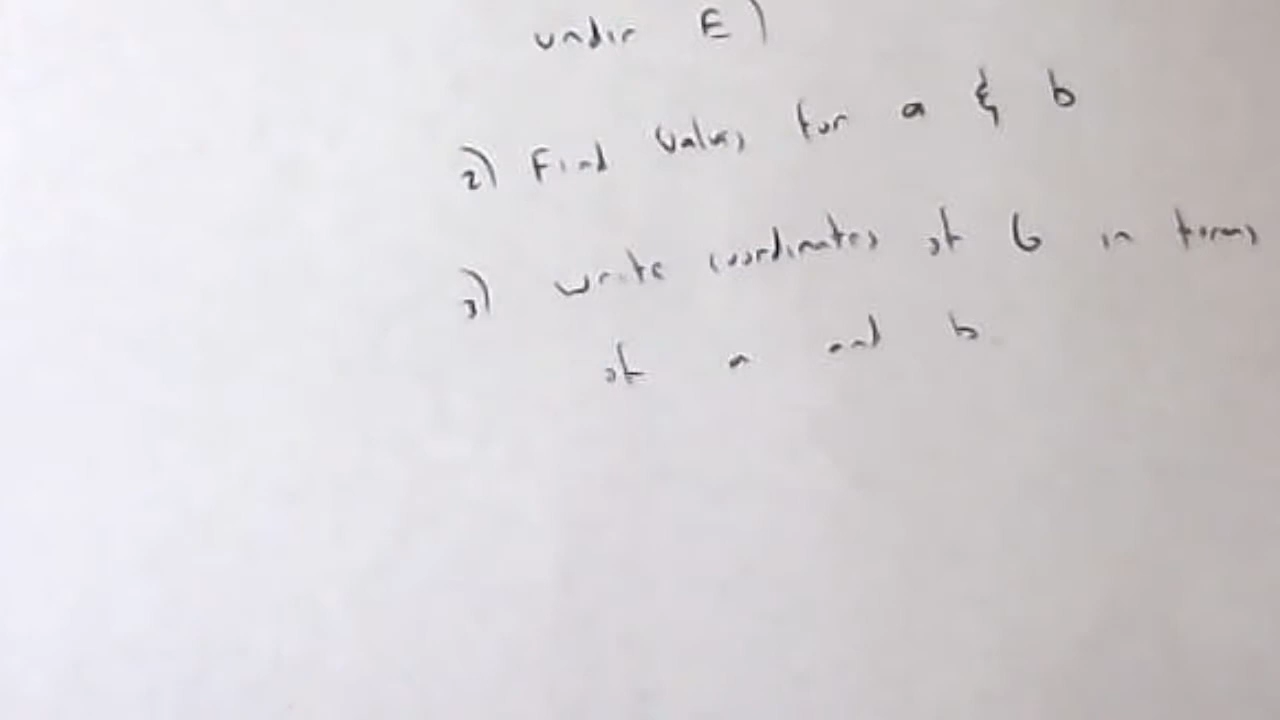 under E)
2) Find values for a & b
3) write coordinates of G in terms
of a and b